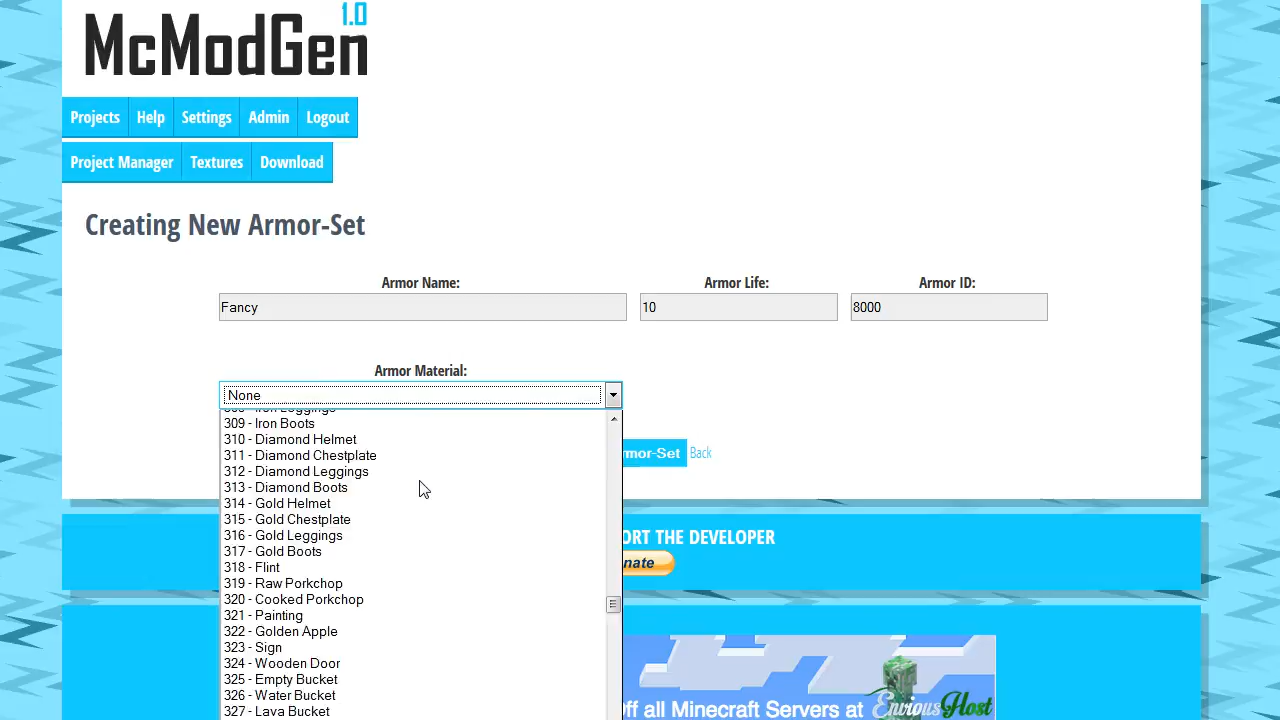 1.0
McModGen
Projects Help Settings Admin Logout
Project Manager Textures Download
Creating New Armor-Set
Armor Name: Armor Life: Armor ID:
Fancy 10 8000
Armor Material:
None
308 - Iron Leggings
309 - Iron Boots
310 - Diamond Helmet
311 - Diamond Chestplate
312 - Diamond Leggings
313 - Diamond Boots
314 - Gold Helmet
315 - Gold Chestplate
316 - Gold Leggings
317 - Gold Boots
318 - Flint
319 - Raw Porkchop
320 - Cooked Porkchop
321 - Painting
322 - Golden Apple
323 - Sign
324 - Wooden Door
325 - Empty Bucket
326 - Water Bucket
327 - Lava Bucket
rmor-Set Back
ORT THE DEVELOPER
nate
Off all Minecraft Servers at EnviousHost